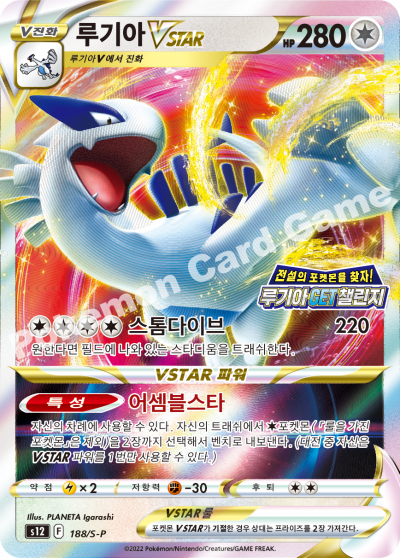 V진화
루기아 VSTAR
HP 280
루기아V에서 진화
Pokémon Card Game
전설의 포켓몬을 찾자!
루기아 GET 챌린지
스톰다이브 220
원한다면 필드에 나와 있는 스타디움을 트래쉬한다.
VSTAR 파워
특성 어셈블스타
자신의 차례에 사용할 수 있다. 자신의 트래쉬에서 포켓몬(「룰을 가진
포켓몬」은 제외)을 2장까지 선택해서 벤치로 내보낸다. (대전 중 자신은
VSTAR 파워를 1번만 사용할 수 있다.)
약점 ×2 저항력 -30 후퇴
Illus. PLANETA Igarashi
VSTAR룰
s12 F 188/S-P
포켓몬 VSTAR가 기절한 경우 상대는 프라이즈를 2장 가져간다.
©2022 Pokémon/Nintendo/Creatures/GAME FREAK.